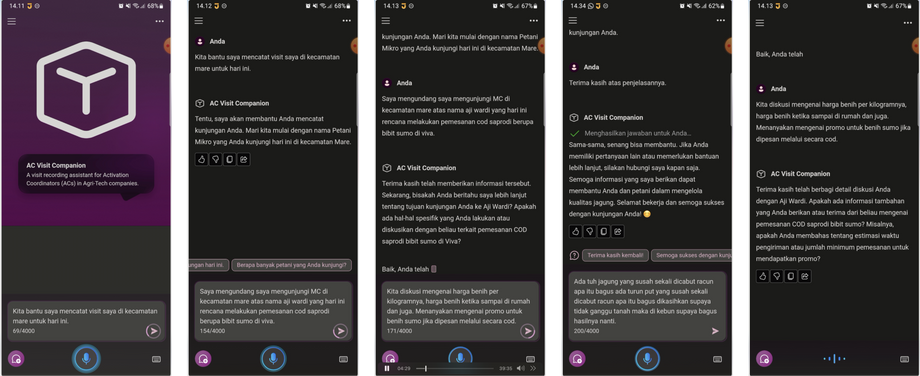 14.11
68%
AC Visit Companion
A visit recording assistant for Activation
Coordinators (ACs) in Agri-Tech companies.
Kita bantu saya mencatat visit saya di kecamatan
mare untuk hari ini.
69/4000
14.12
68%
Anda
Kita bantu saya mencatat visit saya di kecamatan
mare untuk hari ini.
AC Visit Companion
Tentu, saya akan membantu Anda mencatat
kunjungan Anda. Mari kita mulai dengan nama Petani
Mikro yang Anda kunjungi hari ini di kecamatan Mare.
ungan hari ini.
Berapa banyak petani yang Anda kunjungi?
Saya mengundang saya mengunjungi MC di
kecamatan mare atas nama aji wardi yang hari ini
rencana melakukan pemesanan cod saprodi
berupa bibit sumo di viva.
154/4000
14.13
67%
kunjungan Anda. Mari kita mulai dengan nama Petani
Mikro yang Anda kunjungi hari ini di kecamatan Mare.
Anda
Saya mengundang saya mengunjungi MC di
kecamatan mare atas nama aji wardi yang hari ini
rencana melakukan pemesanan cod saprodi berupa
bibit sumo di viva.
AC Visit Companion
Terima kasih telah memberikan informasi tersebut.
Sekarang, bisakah Anda beritahu saya lebih lanjut
tentang tujuan kunjungan Anda ke Aji Wardi? Apakah
ada hal-hal spesifik yang Anda lakukan atau
diskusikan dengan beliau terkait pemesanan COD
saprodi bibit sumo di Viva?
Baik, Anda telah
Kita diskusi mengenai harga benih per
kilogramnya, harga benih ketika sampai di rumah
dan juga. Menanyakan mengenai promo untuk
benih sumo jika dipesan melalui secara cod.
171/4000
04:29
09:35
14.34
67%
kunjungan Anda.
Anda
Terima kasih atas penjelasannya.
AC Visit Companion
Menghasilkan jawaban untuk Anda...
Sama-sama, senang bisa membantu. Jika Anda
memiliki pertanyaan lain atau memerlukan bantuan
lebih lanjut, silakan hubungi saya kapan saja.
Semoga informasi yang saya berikan dapat
membantu Anda dan petani dalam mengelola
kualitas jagung. Selamat bekerja dan semoga sukses
dengan kunjungan Anda! 😊
Terima kasih kembali!
Semoga sukses dengan kunju
Ada tuh jagung yang susah sekali dicabut racun
apa itu bagus ada turun put yang susah sekali
dicabut racun apa itu bagus dikasihkan supaya
tidak ganggu tanah maka di kebun supaya bagus
hasilnya nanti.
200/4000
14.13
67%
Baik, Anda telah
Anda
Kita diskusi mengenai harga benih per kilogramnya,
harga benih ketika sampai di rumah dan juga.
Menanyakan mengenai promo untuk benih sumo jika
dipesan melalui secara cod.
AC Visit Companion
Terima kasih telah berbagi detail diskusi Anda
dengan Aji Wardi. Apakah ada informasi tambahan
yang Anda berikan atau terima dari beliau mengenai
pemesanan COD bibit sumo? Misalnya,
apakah Anda membahas tentang estimasi waktu
pengiriman atau jumlah minimum pemesanan untuk
mendapatkan promo?